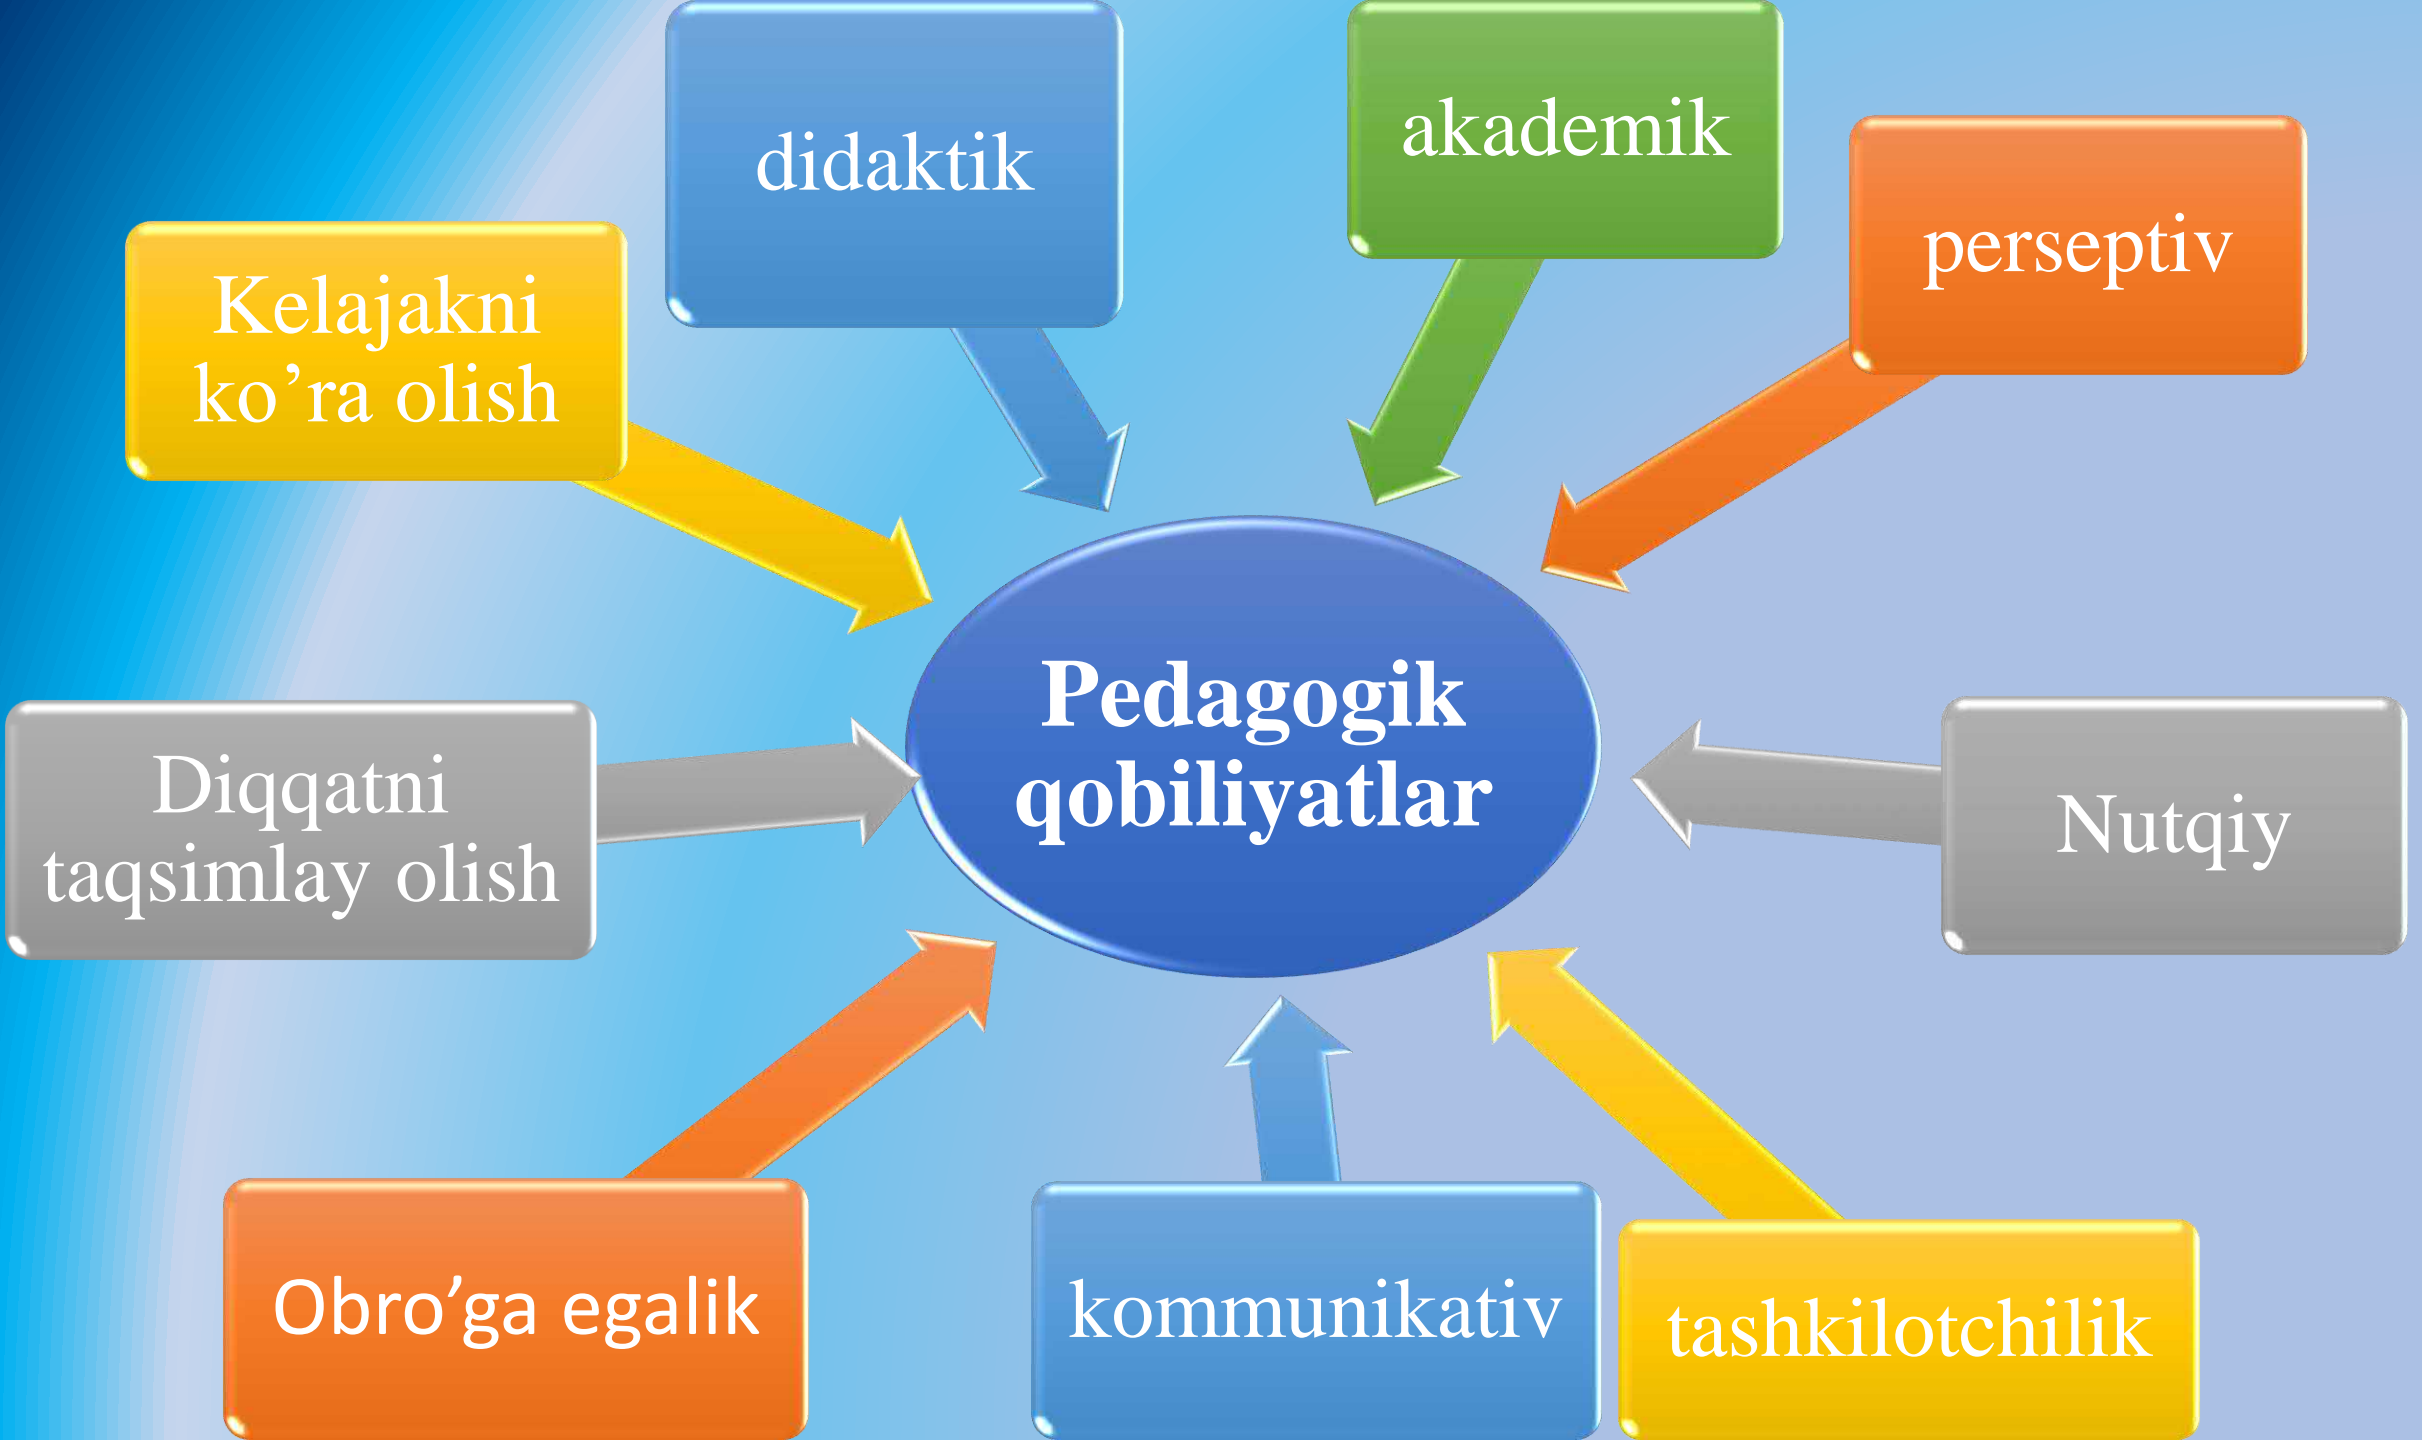 didaktik
akademik
perseptiv
Kelajakni
ko’ra olish
Pedagogik
qobiliyatlar
Diqqatni
taqsimlay olish
Nutqiy
Obro’ga egalik
kommunikativ
tashkilotchilik